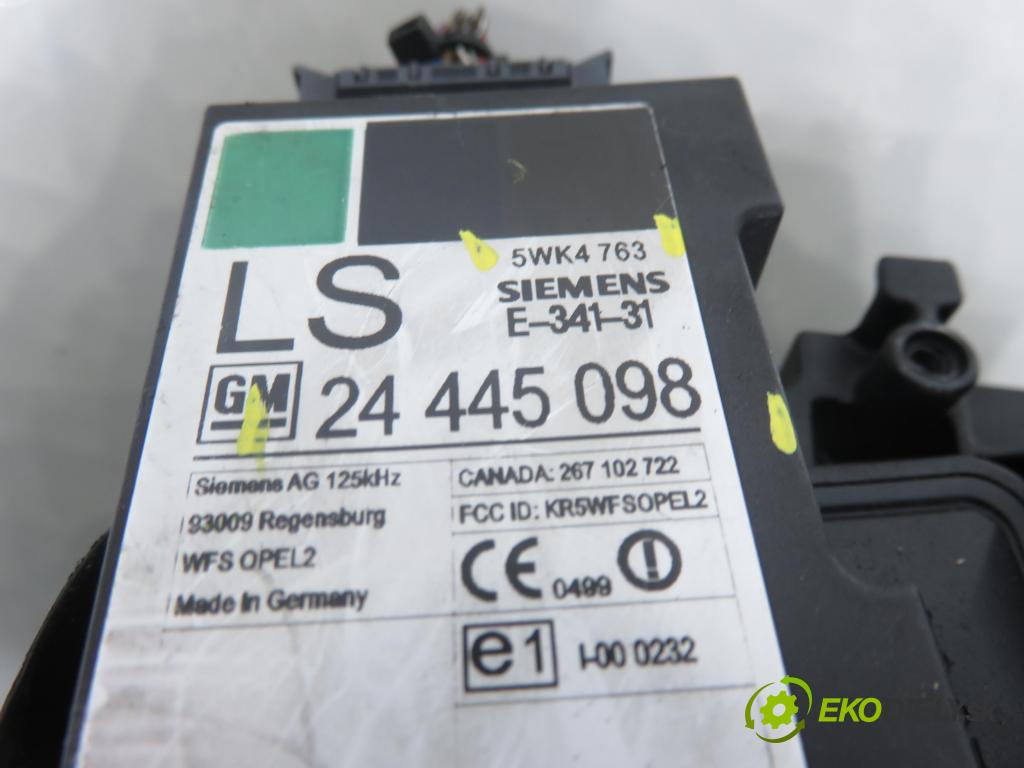 LS
5WK4 763
SIEMENS
E-341-31
GM 24 445 098
Siemens AG 125kHz
93009 Regensburg
WFS OPEL2
Made In Germany
CANADA: 267 102 722
FCC ID: KR5WFSOPEL2
CE 0499
e1 I-00 0232
EKO